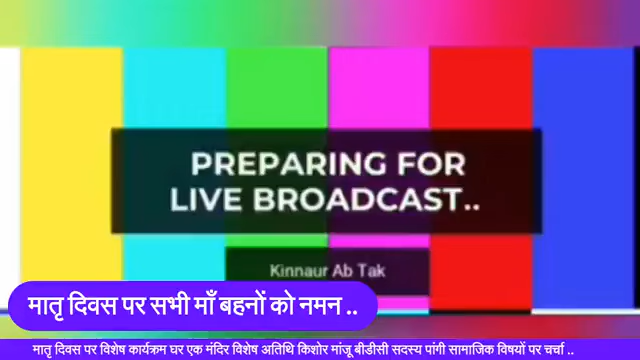 PREPARING FOR
LIVE BROADCAST..
Kinnaur Ab Tak
मातृ दिवस पर सभी माँ बहनों को नमन ..
मातृ दिवस पर विशेष कार्यक्रम घर एक मंदिर विशेष अतिथि किशोर मांजू बीडीसी सदस्य पांगी सामाजिक विषयों पर चर्चा ..